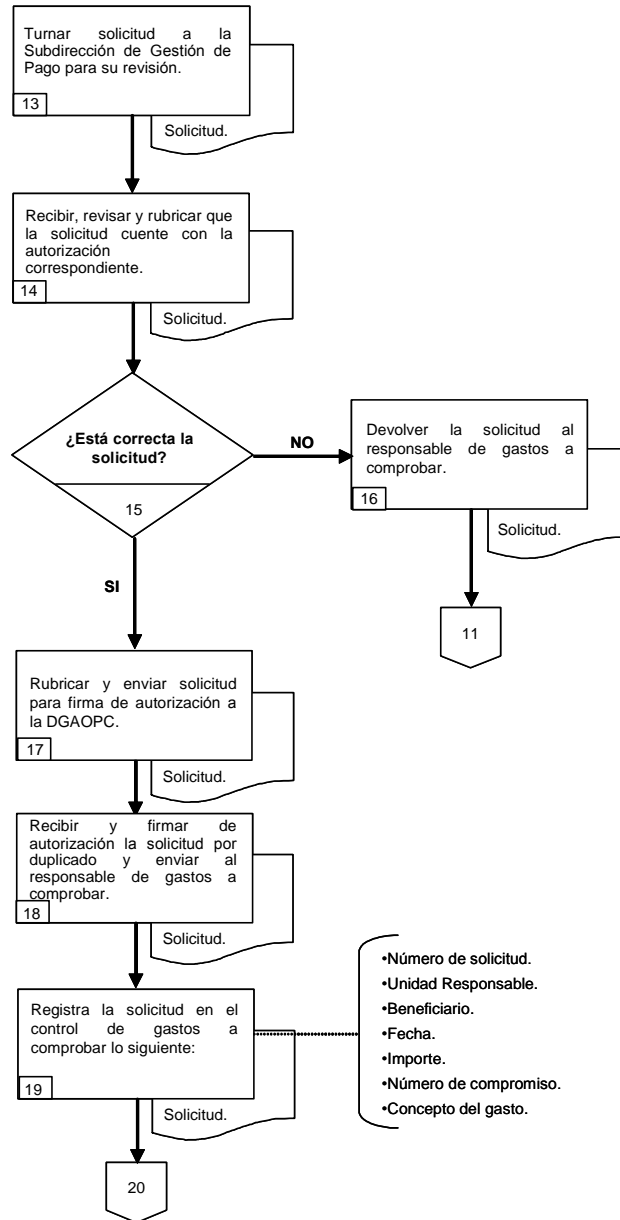 Turnar solicitud a la
Subdirección de Gestión de
Pago para su revisión.
13
Solicitud.
Recibir, revisar y rubricar que
la solicitud cuente con la
autorización
correspondiente.
14
Solicitud.
¿Está correcta la
solicitud?
15
NO
Devolver la solicitud al
responsable de gastos a
comprobar.
16
Solicitud.
11
SI
Rubricar y enviar solicitud
para firma de autorización a
la DGAOPC.
17
Solicitud.
Recibir y firmar de
autorización la solicitud por
duplicado y enviar al
responsable de gastos a
comprobar.
18
Solicitud.
Registra la solicitud en el
control de gastos a
comprobar lo siguiente:
19
Solicitud.
•Número de solicitud.
•Unidad Responsable.
•Beneficiario.
•Fecha.
•Importe.
•Número de compromiso.
•Concepto del gasto.
20